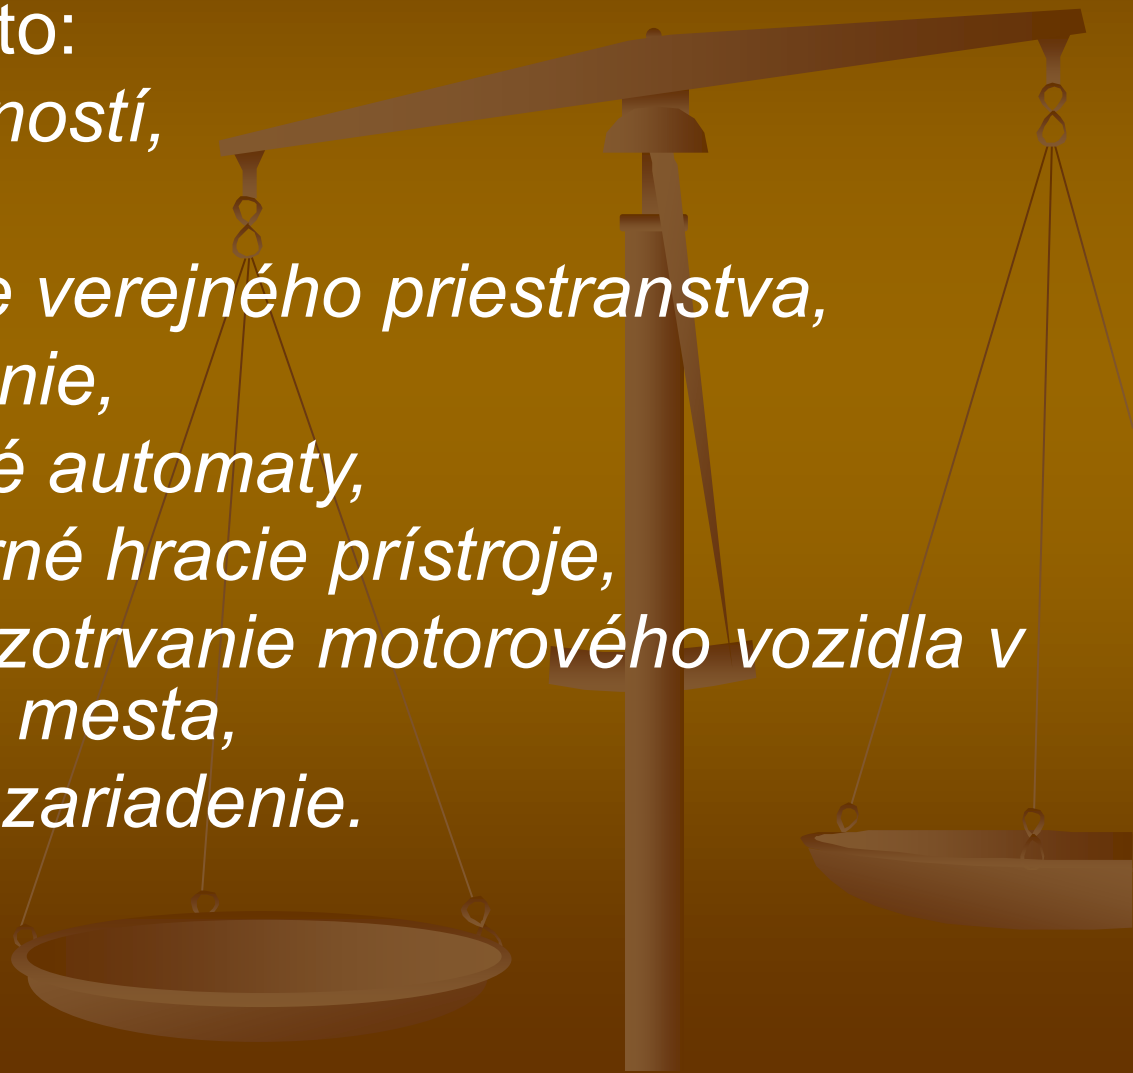 to:
ností,
e verejného priestranstva,
nie,
é automaty,
rné hracie prístroje,
zotrvanie motorového vozidla v
mesta,
zariadenie.